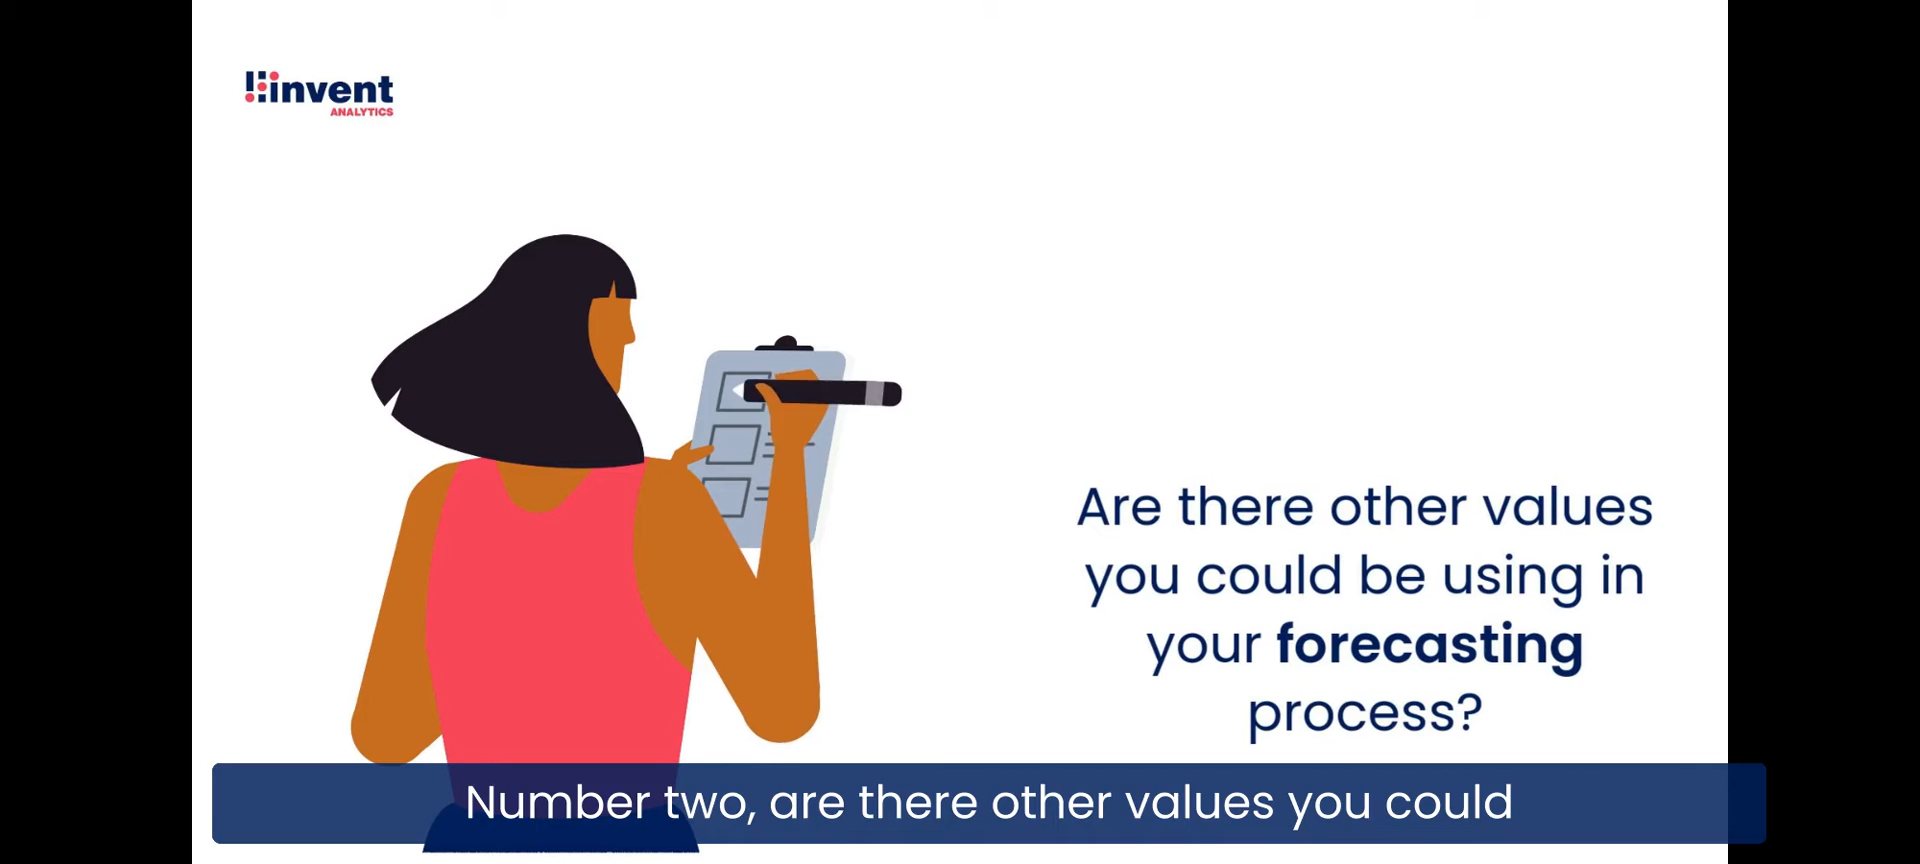 invent
ANALYTICS
Are there other values
you could be using in
your forecasting
process?
Number two, are there other values you could